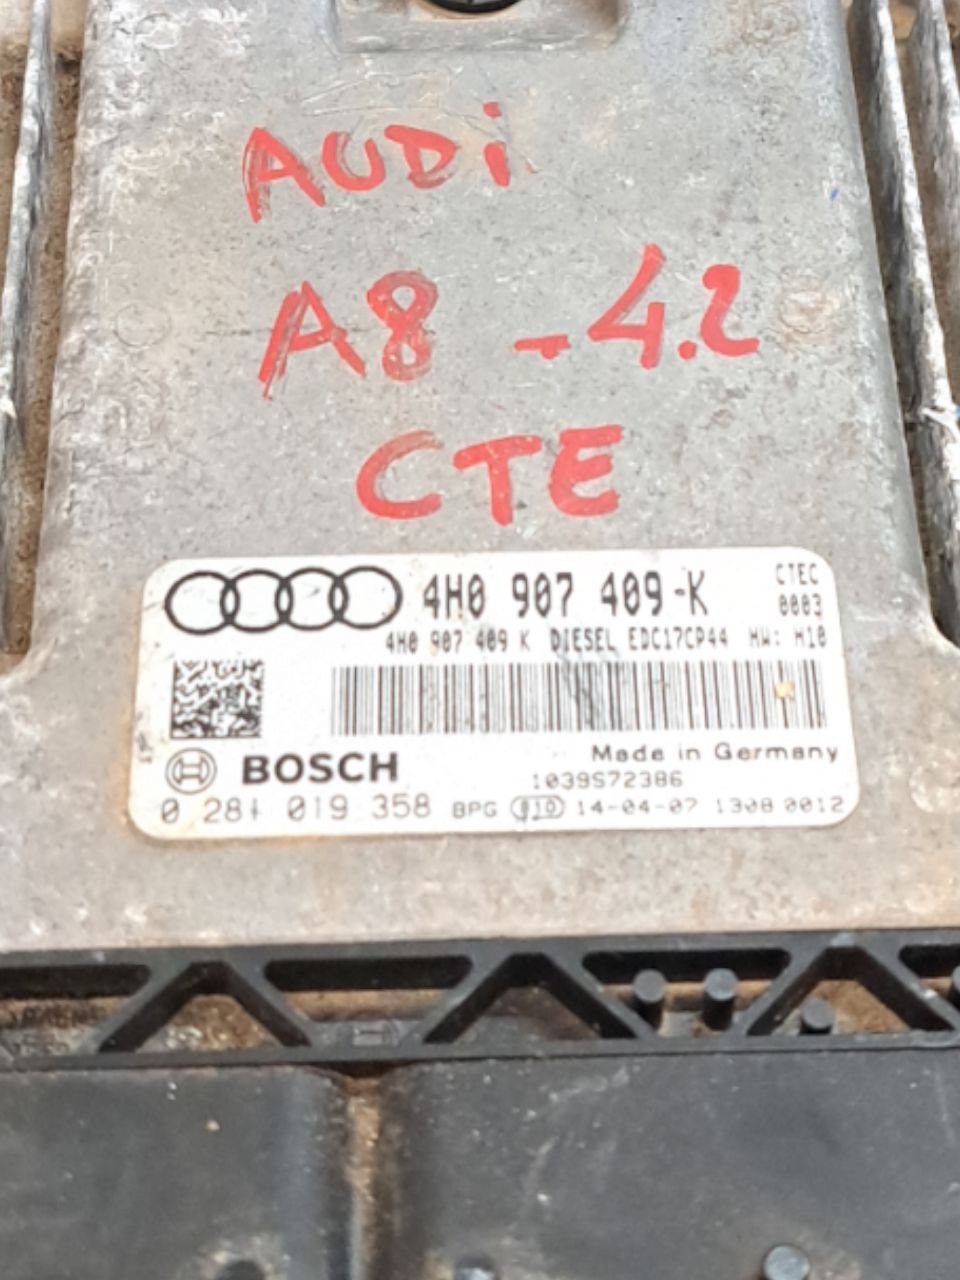 AUDi
A8 - 4.2
CTE
4H0 907 409-K
CTEC
0003
4H0 907 409 K DIESEL EDC17CP44 HW: H10
BOSCH
Made in Germany
1039S72386
0 281 019 358 BPG 14-04-07 1308 0012